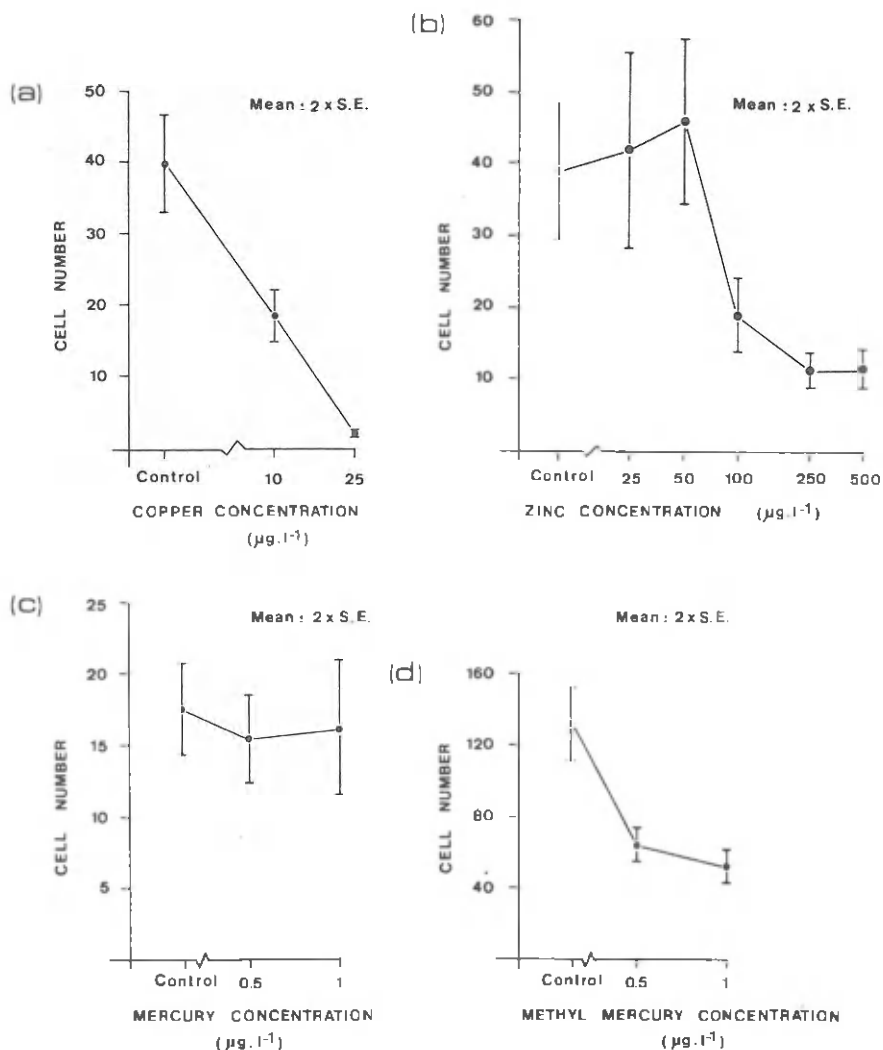 (a)
Mean ± 2 x S.E.
50
40
30
20
10
CELL NUMBER
Control 10 25
COPPER CONCENTRATION
(µg.l⁻¹)
(b)
Mean ± 2 x S.E.
60
50
40
30
20
10
CELL NUMBER
Control 25 50 100 250 500
ZINC CONCENTRATION (µg.l⁻¹)
(c)
Mean ± 2 x S.E.
25
20
15
10
5
CELL NUMBER
Control 0.5 1
MERCURY CONCENTRATION
(µg.l⁻¹)
(d)
Mean ± 2 x S.E.
160
120
80
40
CELL NUMBER
Control 0.5 1
METHYL MERCURY CONCENTRATION
(µg.l⁻¹)